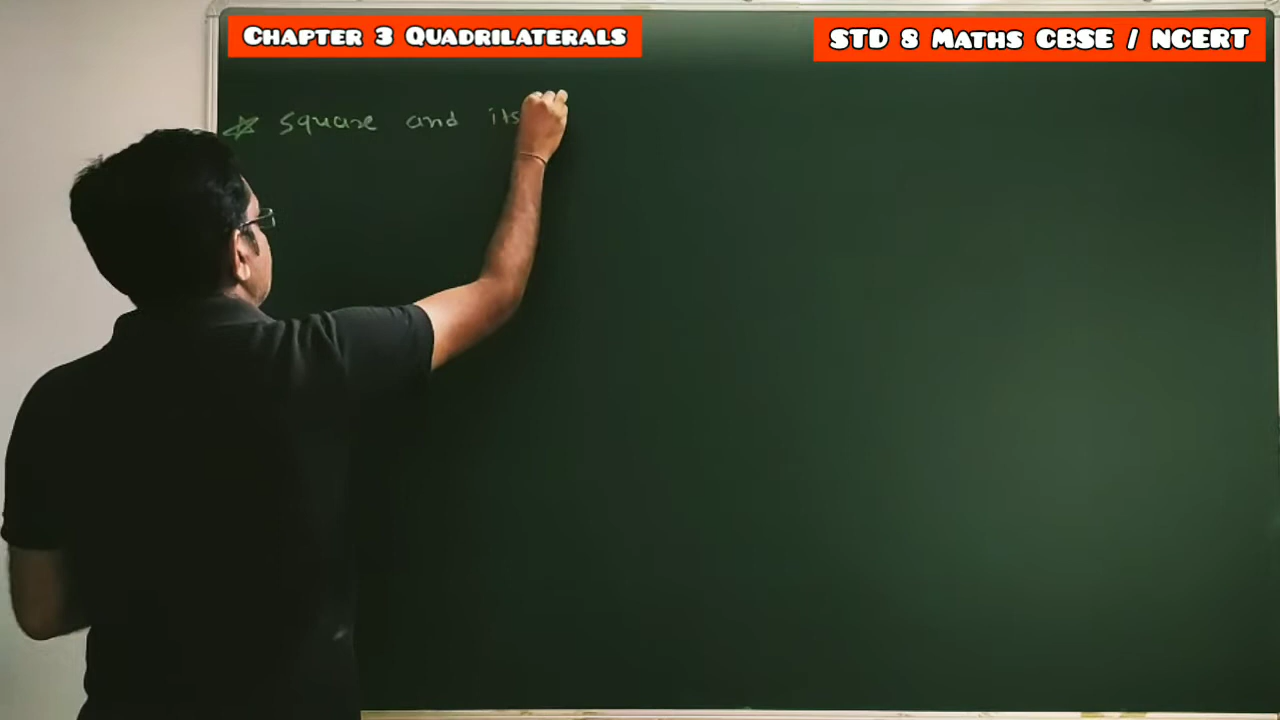 Chapter 3 Quadrilaterals
STD 8 Maths CBSE / NCERT
☆ square and its